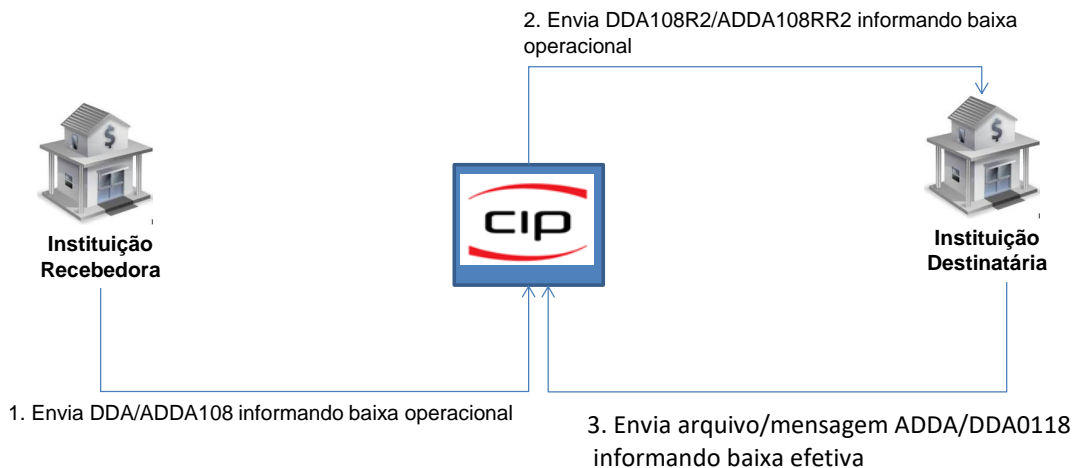 2. Envia DDA108R2/ADDA108RR2 informando baixa
operacional
$
$
cip
Instituição
Recebedora
Instituição
Destinatária
1. Envia DDA/ADDA108 informando baixa operacional
3. Envia arquivo/mensagem ADDA/DDA0118
informando baixa efetiva